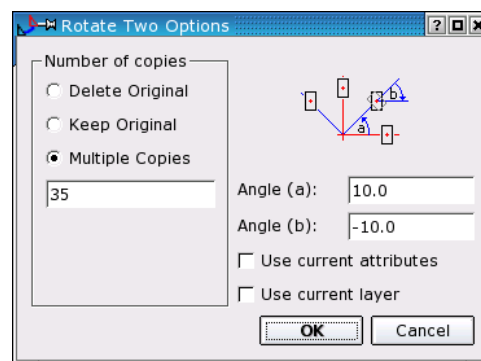 Rotate Two Options
Number of copies
Delete Original
Keep Original
Multiple Copies
35
b
a
Angle (a): 10.0
Angle (b): -10.0
Use current attributes
Use current layer
OK Cancel